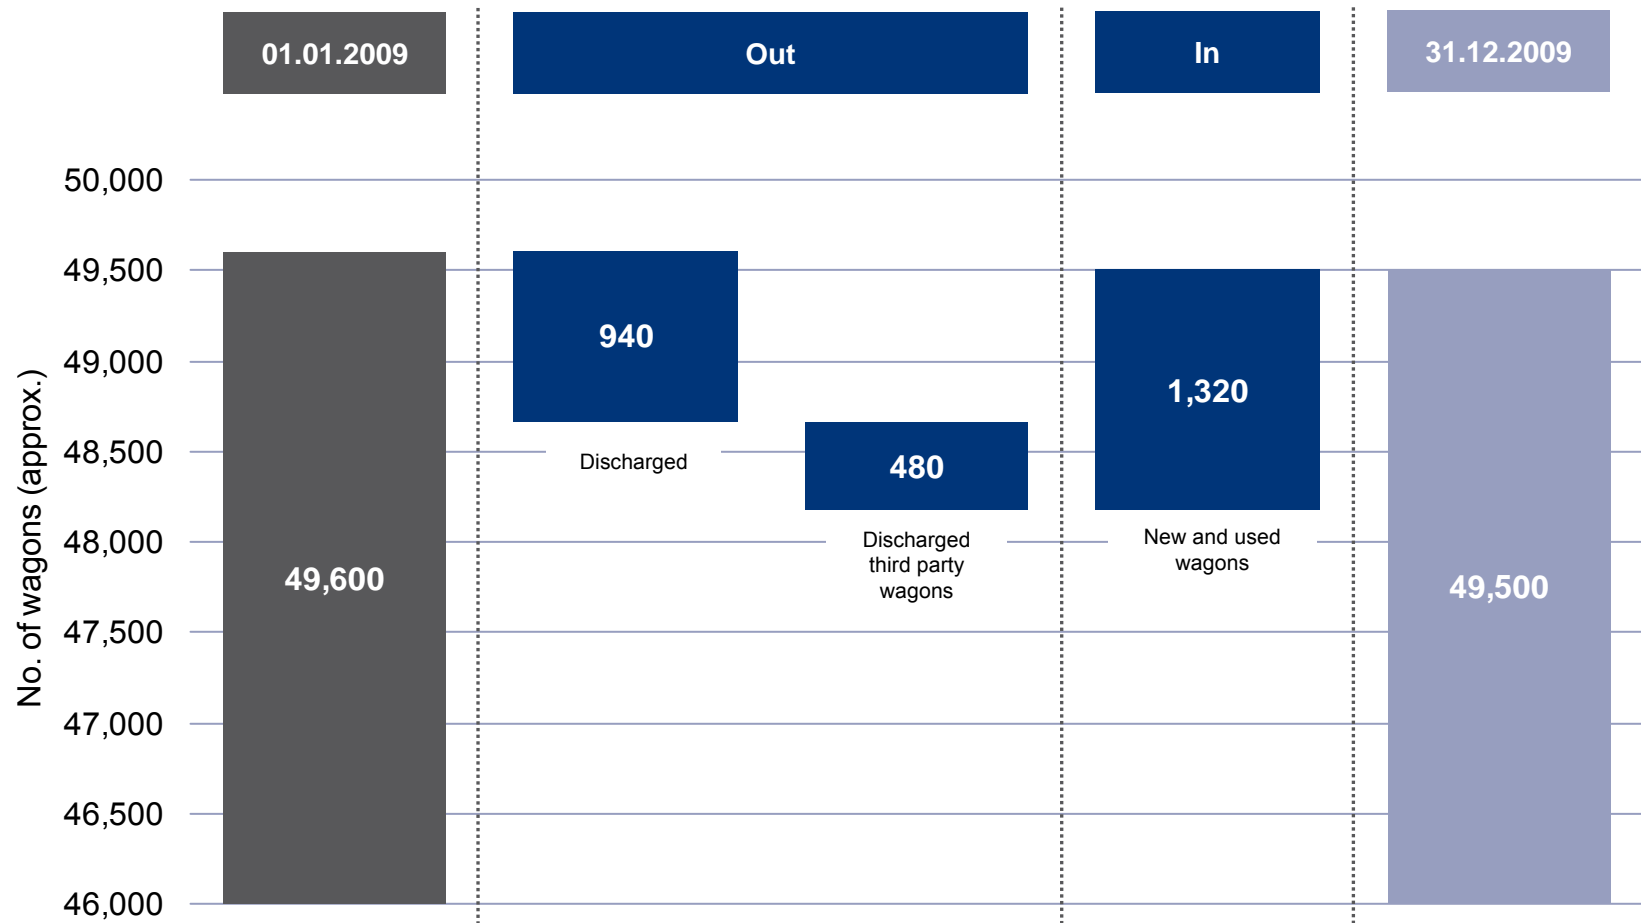 01.01.2009
Out
In
31.12.2009
No. of wagons (approx.)
50,000
49,500
49,000
48,500
48,000
47,500
47,000
46,500
46,000
49,600
940
Discharged
480
Discharged
third party
wagons
1,320
New and used
wagons
49,500